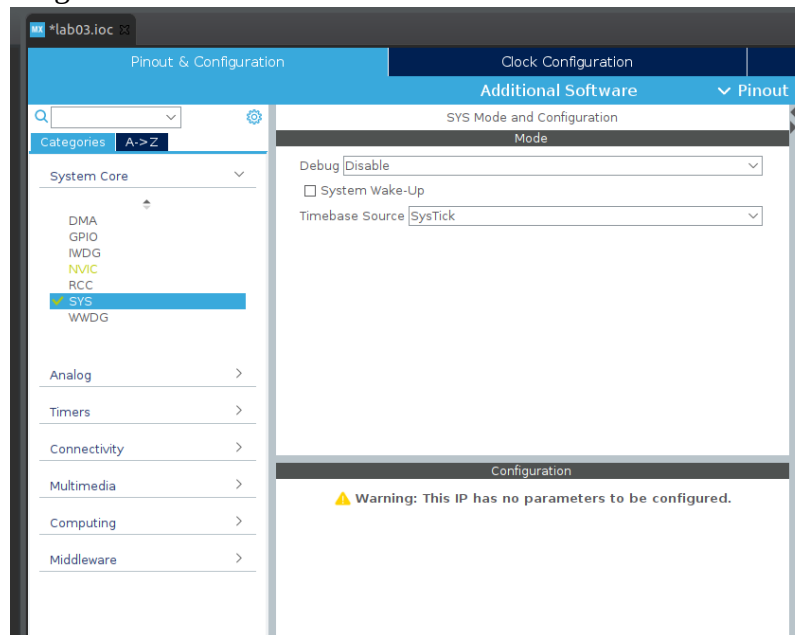 MX *lab03.ioc
Pinout & Configuration
Clock Configuration
Additional Software
Pinout
Categories A->Z
System Core
DMA
GPIO
IWDG
NVIC
RCC
SYS
WWDG
Analog
Timers
Connectivity
Multimedia
Computing
Middleware
SYS Mode and Configuration
Mode
Debug Disable
System Wake-Up
Timebase Source SysTick
Configuration
Warning: This IP has no parameters to be configured.